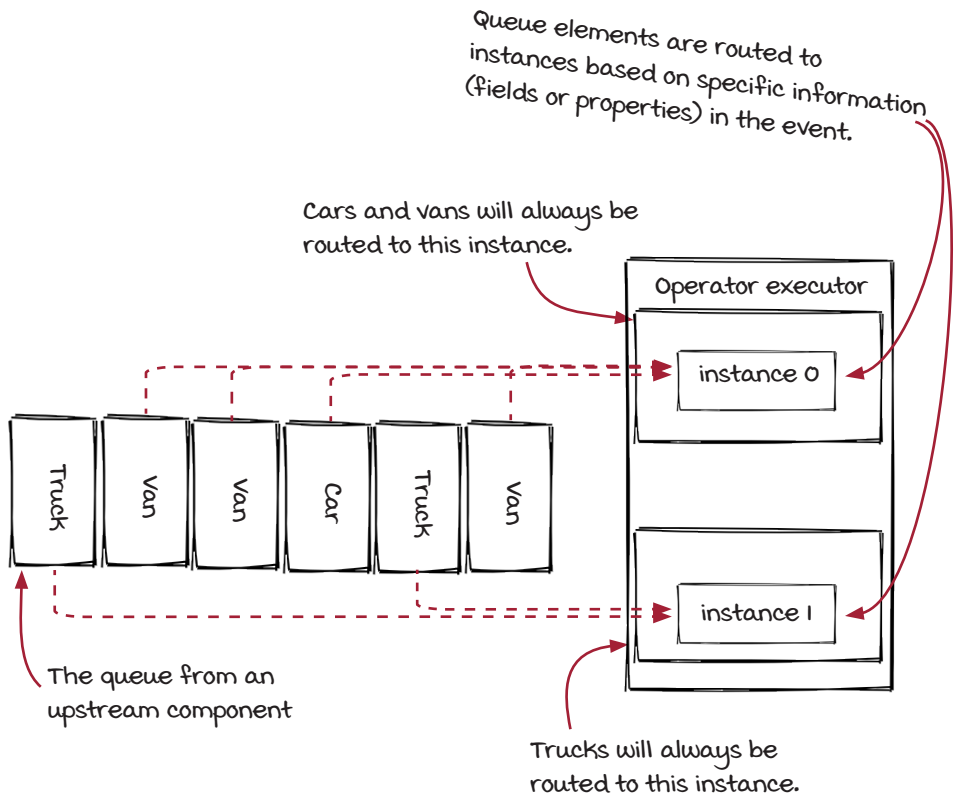 Queue elements are routed to
instances based on specific information
(fields or properties) in the event.
Cars and vans will always be
routed to this instance.
Operator executor
instance 0
Truck
Van
Van
Car
Truck
Van
instance 1
The queue from an
upstream component
Trucks will always be
routed to this instance.